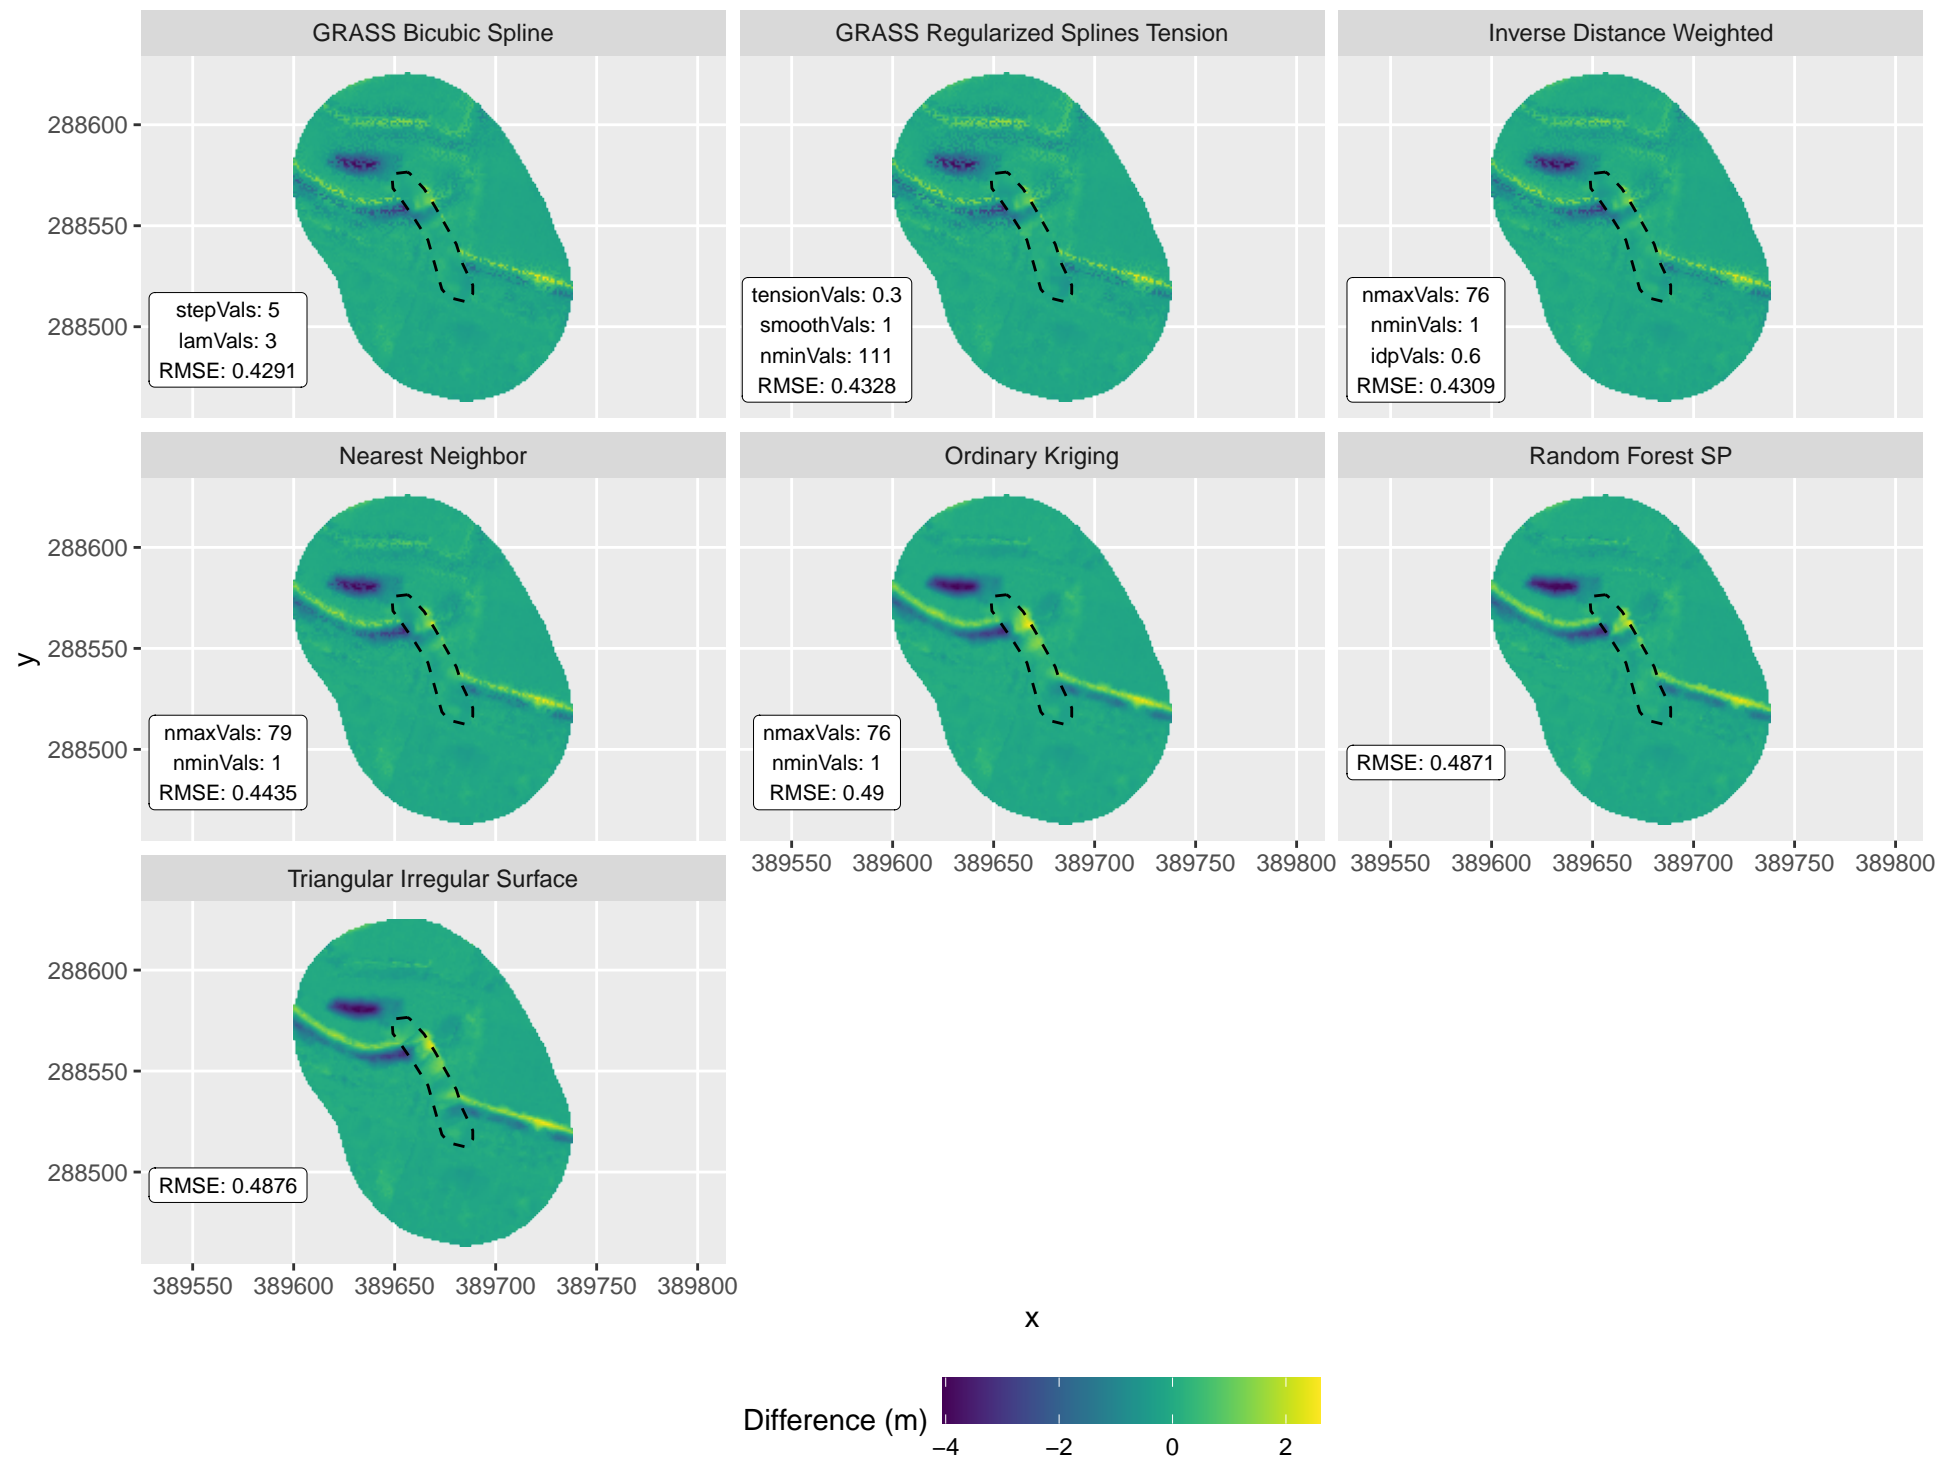 GRASS Bicubic Spline
GRASS Regularized Splines Tension
Inverse Distance Weighted
288600
288550
288500
stepVals: 5
lamVals: 3
RMSE: 0.4291
tensionVals: 0.3
smoothVals: 1
nminVals: 111
RMSE: 0.4328
nmaxVals: 76
nminVals: 1
idpVals: 0.6
RMSE: 0.4309
Nearest Neighbor
Ordinary Kriging
Random Forest SP
288600
288550
288500
y
nmaxVals: 79
nminVals: 1
RMSE: 0.4435
nmaxVals: 76
nminVals: 1
RMSE: 0.49
RMSE: 0.4871
389550 389600 389650 389700 389750 389800
389550 389600 389650 389700 389750 389800
Triangular Irregular Surface
288600
288550
288500
RMSE: 0.4876
389550 389600 389650 389700 389750 389800
x
Difference (m)
−4 −2 0 2